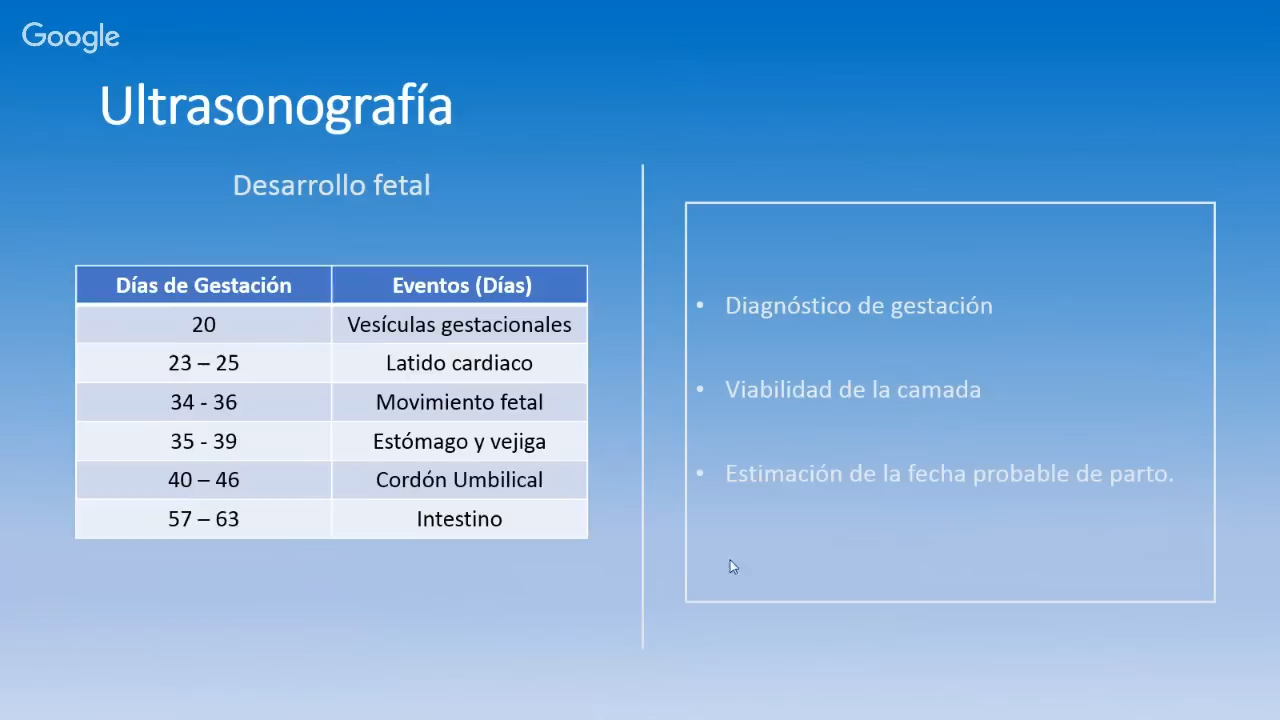 Google
Ultrasonografía
Desarrollo fetal
Días de Gestación Eventos (Días)
20 Vesículas gestacionales
23 – 25 Latido cardiaco
34 - 36 Movimiento fetal
35 - 39 Estómago y vejiga
40 – 46 Cordón Umbilical
57 – 63 Intestino
• Diagnóstico de gestación
• Viabilidad de la camada
• Estimación de la fecha probable de parto.